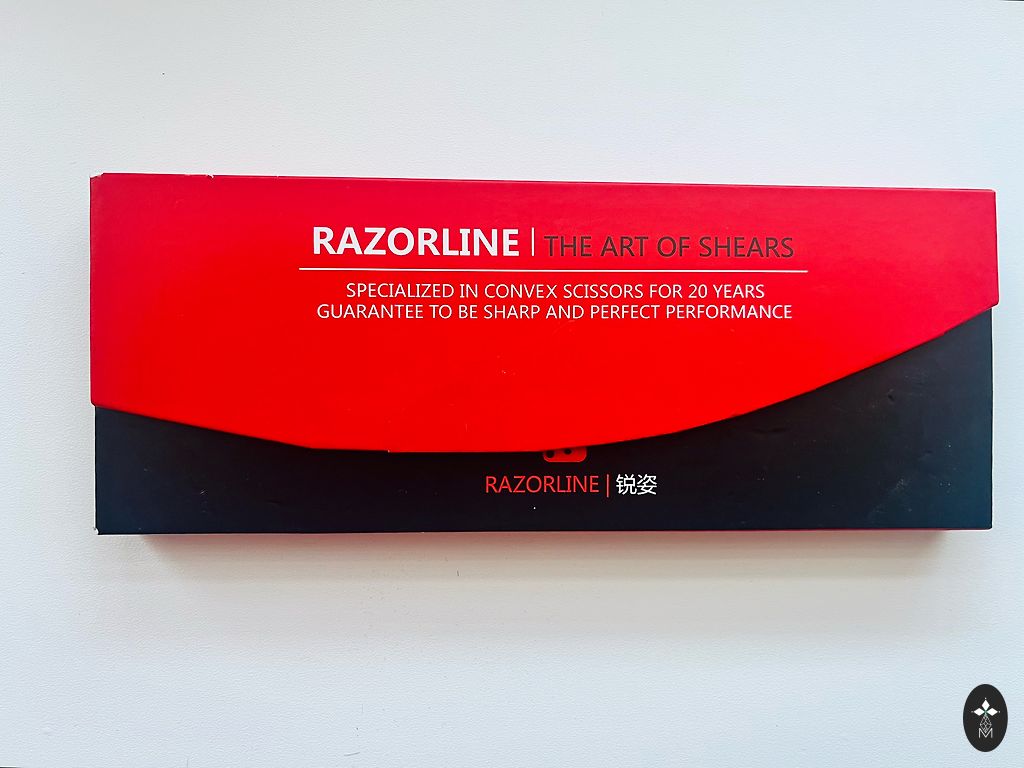 RAZORLINE | THE ART OF SHEARS
SPECIALIZED IN CONVEX SCISSORS FOR 20 YEARS
GUARANTEE TO BE SHARP AND PERFECT PERFORMANCE
RAZORLINE | 锐姿
M